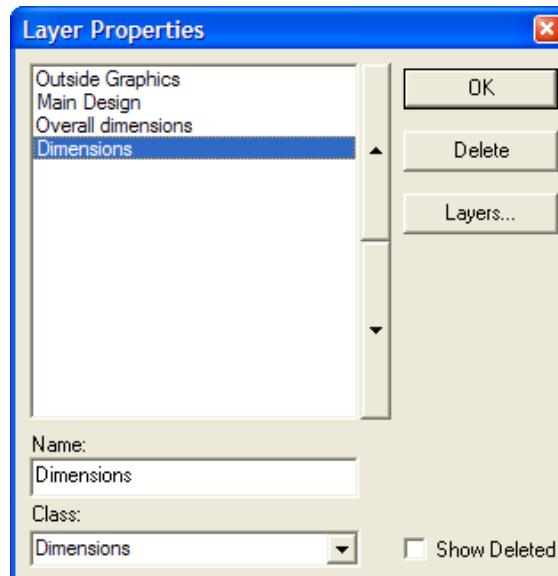 Layer Properties
Outside Graphics
Main Design
Overall dimensions
Dimensions
OK
Delete
Layers...
Name:
Dimensions
Class:
Dimensions
Show Deleted